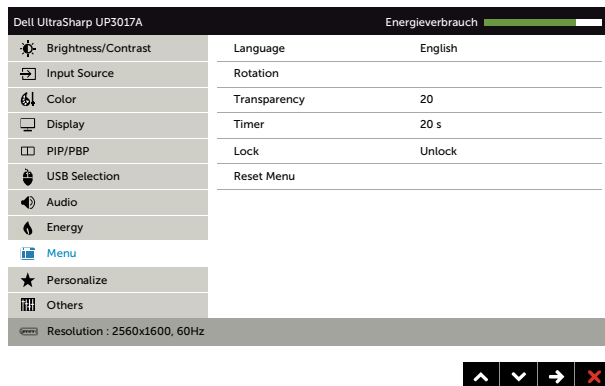 Dell UltraSharp UP3017A Energieverbrauch
Brightness/Contrast Language English
Input Source Rotation
Color Transparency 20
Display Timer 20 s
PIP/PBP Lock Unlock
USB Selection Reset Menu
Audio
Energy
Menu
Personalize
Others
Resolution : 2560x1600, 60Hz